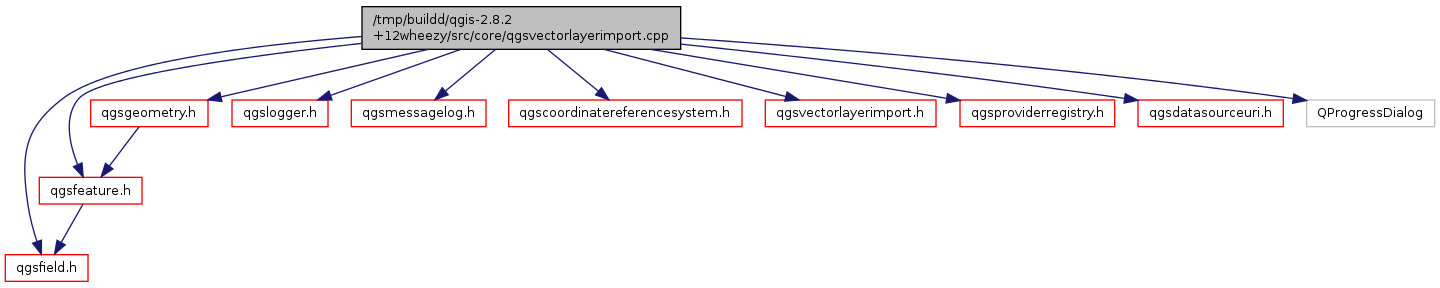 /tmp/buildd/qgis-2.8.2
+12wheezy/src/core/qgsvectorlayerimport.cpp
qgsgeometry.h
qgslogger.h
qgsmessagelog.h
qgscoordinatereferencesystem.h
qgsvectorlayerimport.h
qgsproviderregistry.h
qgsdatasourceuri.h
QProgressDialog
qgsfeature.h
qgsfield.h